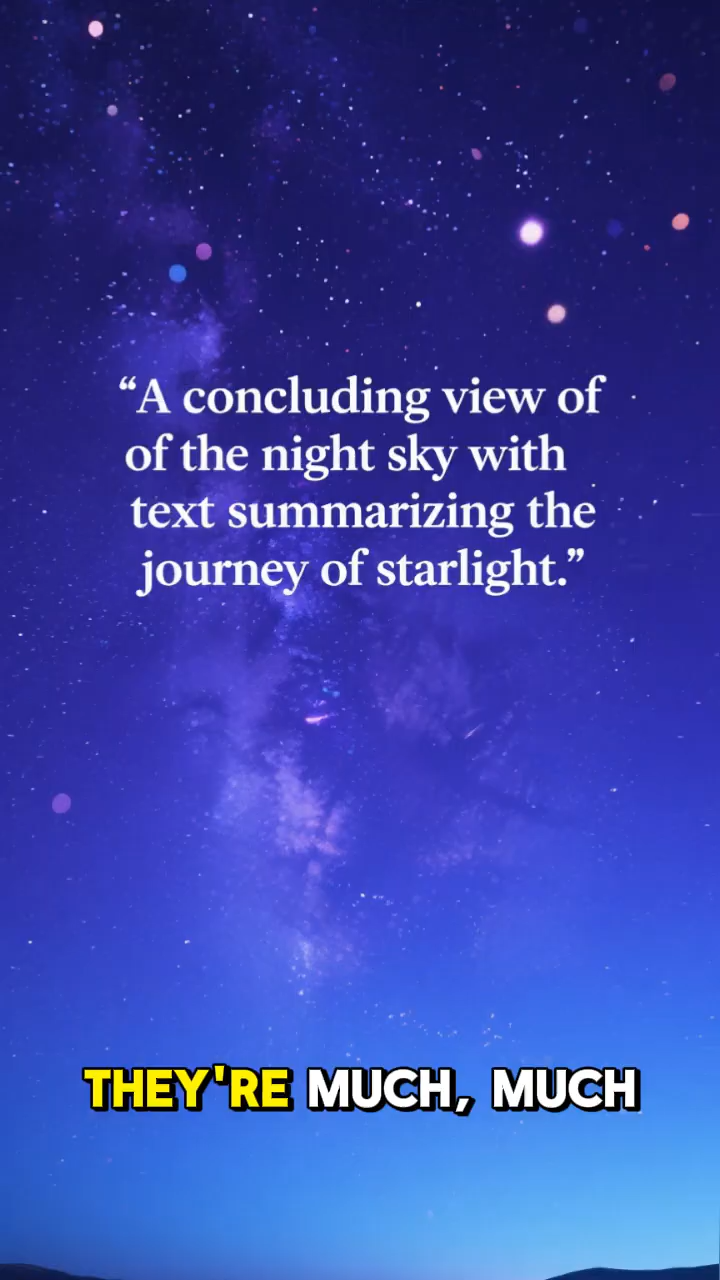 “A concluding view of
of the night sky with
text summarizing the
journey of starlight.”
THEY'RE MUCH, MUCH